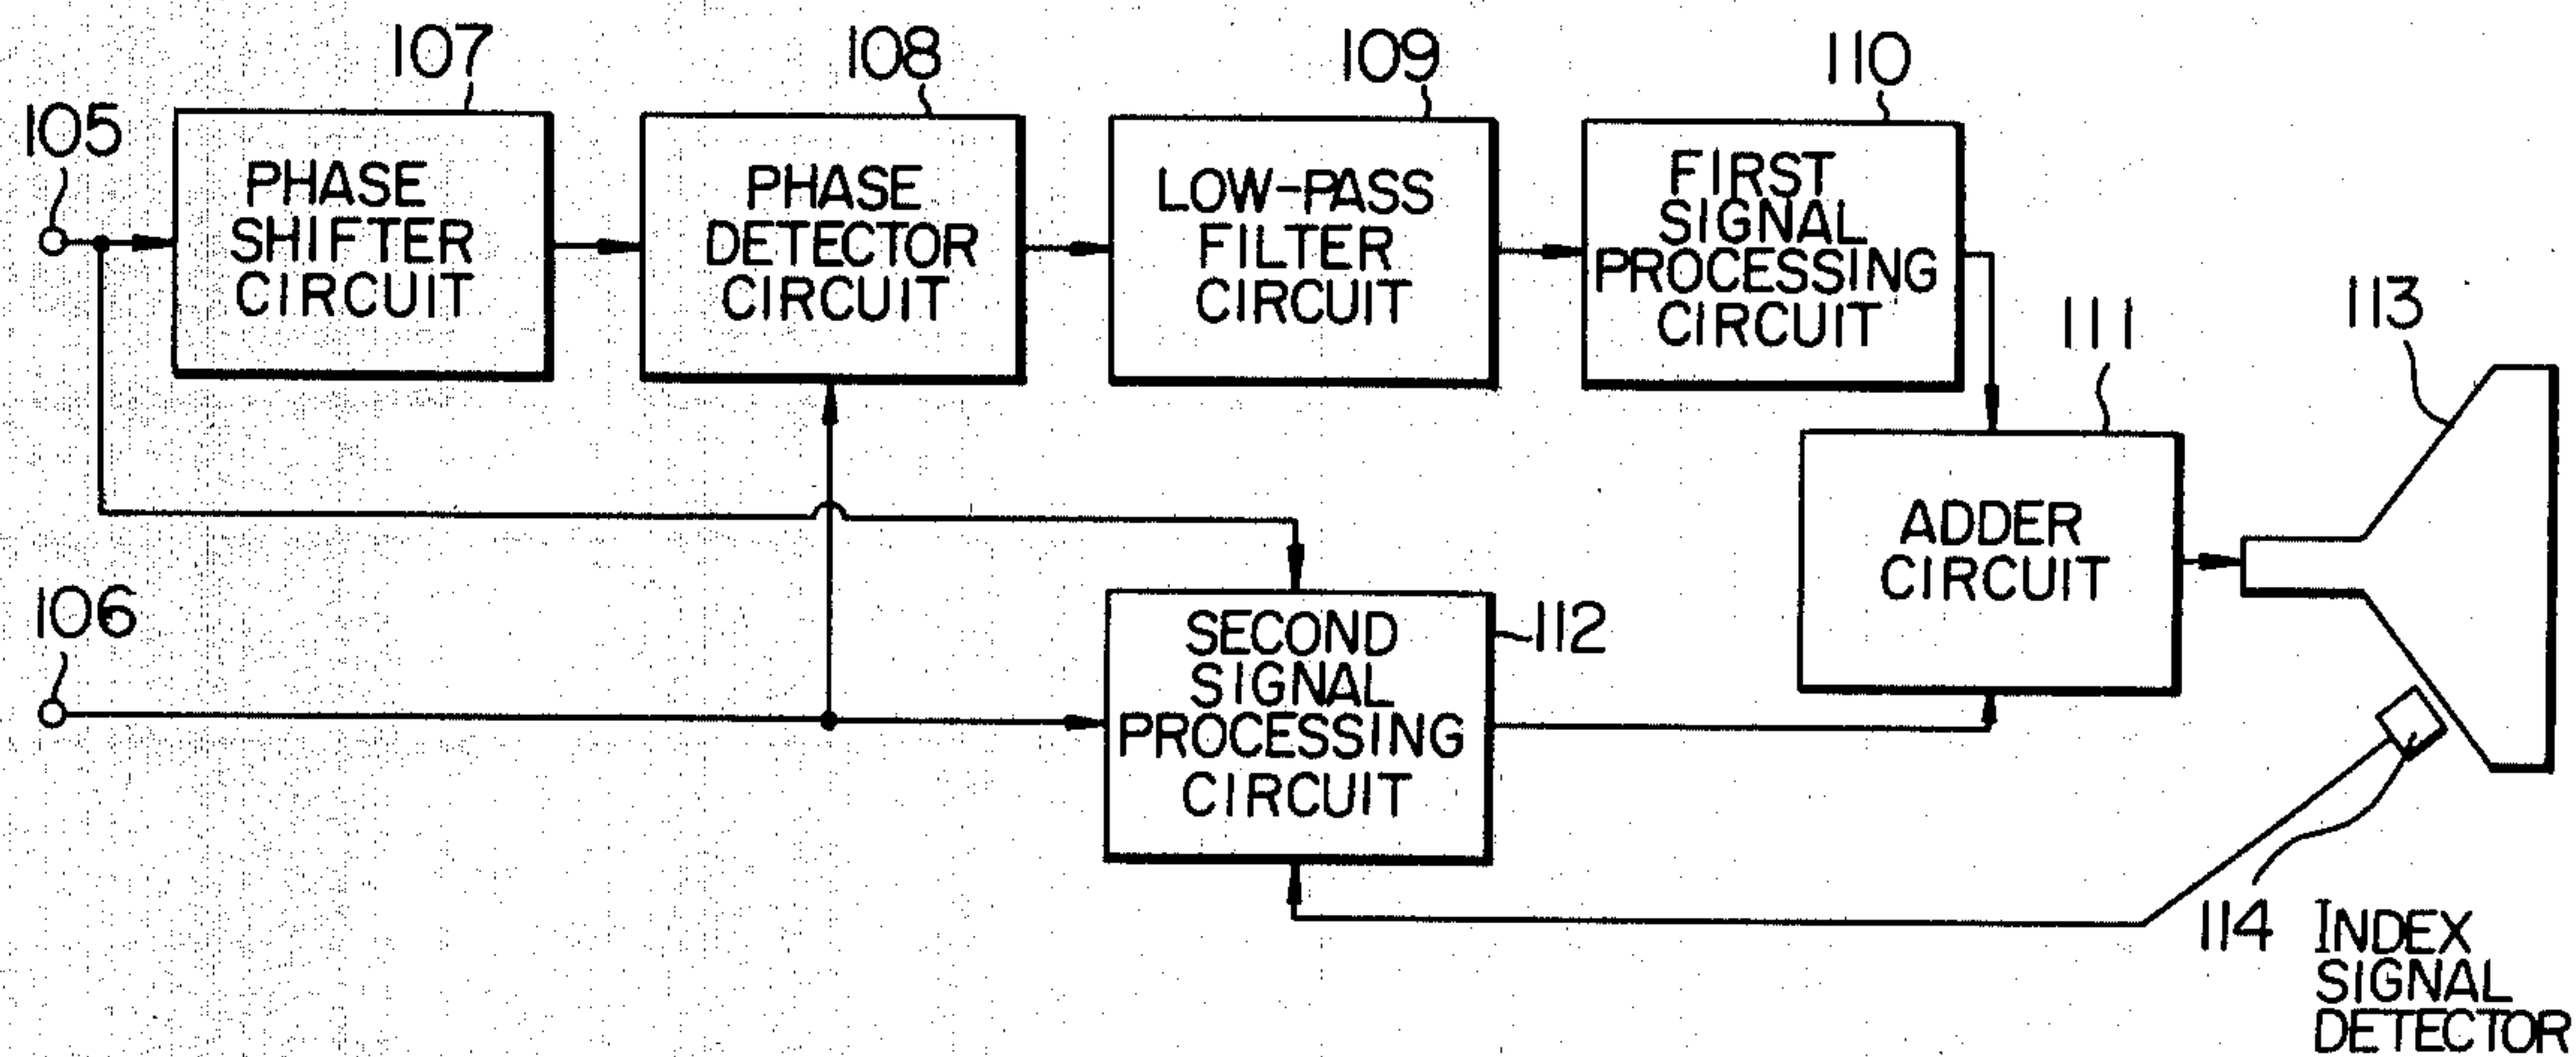 107
108
109
110
105
PHASE
SHIFTER
CIRCUIT
PHASE
DETECTOR
CIRCUIT
LOW-PASS
FILTER
CIRCUIT
FIRST
SIGNAL
PROCESSING
CIRCUIT
111
113
ADDER
CIRCUIT
106
SECOND
SIGNAL
PROCESSING
CIRCUIT
112
114
INDEX
SIGNAL
DETECTOR